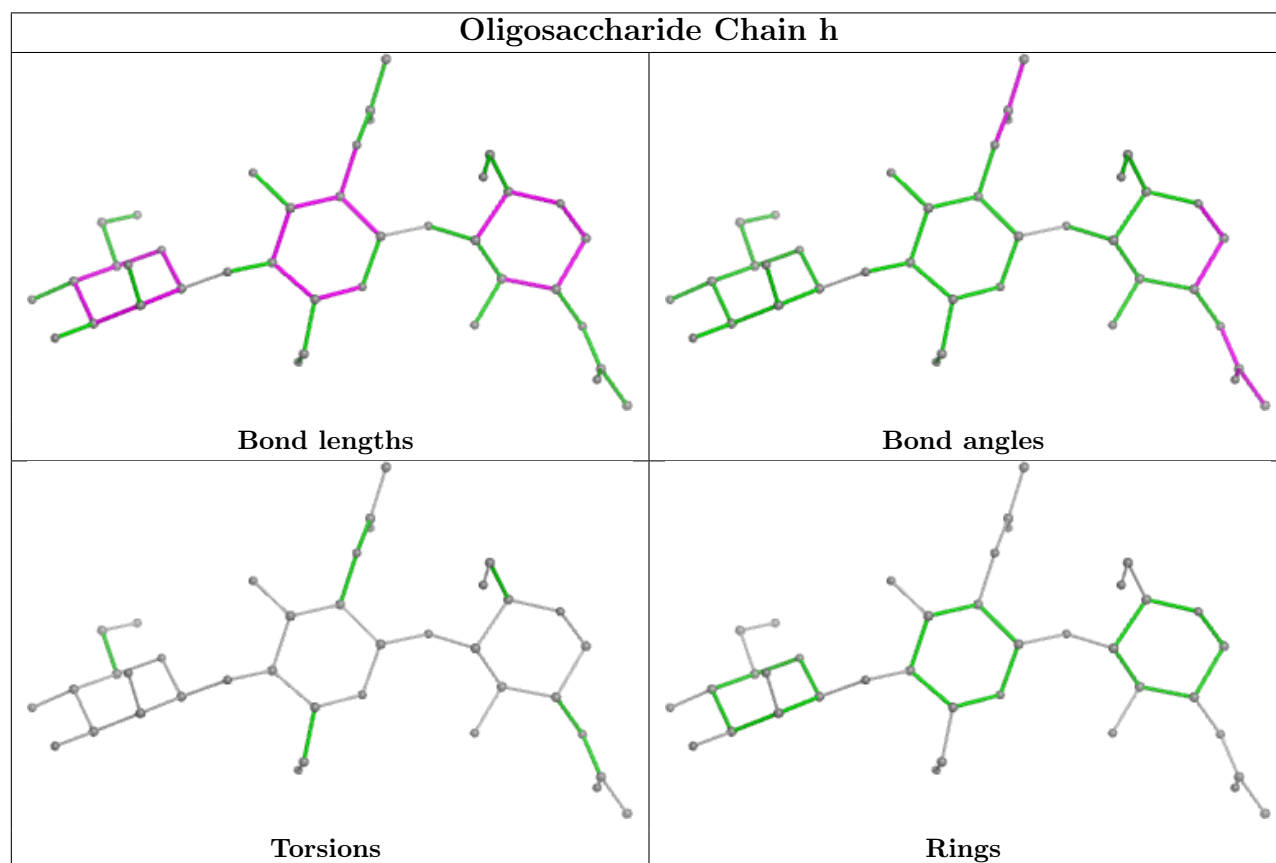 Oligosaccharide Chain h
Bond lengths
Bond angles
Torsions
Rings